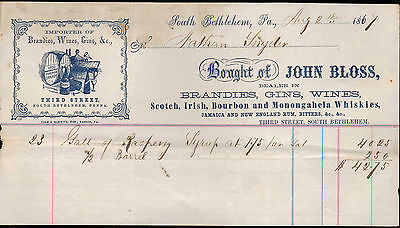 South Bethlehem, Pa., Aug 2th 1867
IMPORTER OF
Brandies, Wines, Gins, &c.,
THIRD STREET,
SOUTH BETHLEHEM, PENN'A.
M Nathan Snyder
Bought of JOHN BLOSS,
DEALER IN
BRANDIES, GINS, WINES,
Scotch, Irish, Bourbon and Monongahela Whiskies,
JAMAICA AND NEW ENGLAND RUM, BITTERS, &c., &c.,
THIRD STREET, SOUTH BETHLEHEM.
23 Gall of Raspery Syrup at 175 per Gal 40 25
1/2 Barrel 2 50
$ 42 75